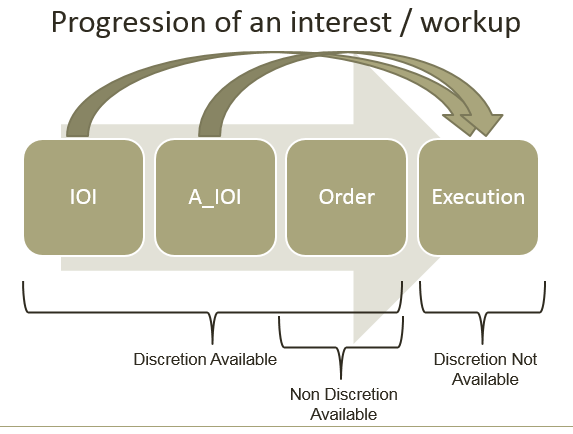 Progression of an interest / workup
IOI
A_IOI
Order
Execution
Discretion Available
Non Discretion
Available
Discretion Not
Available